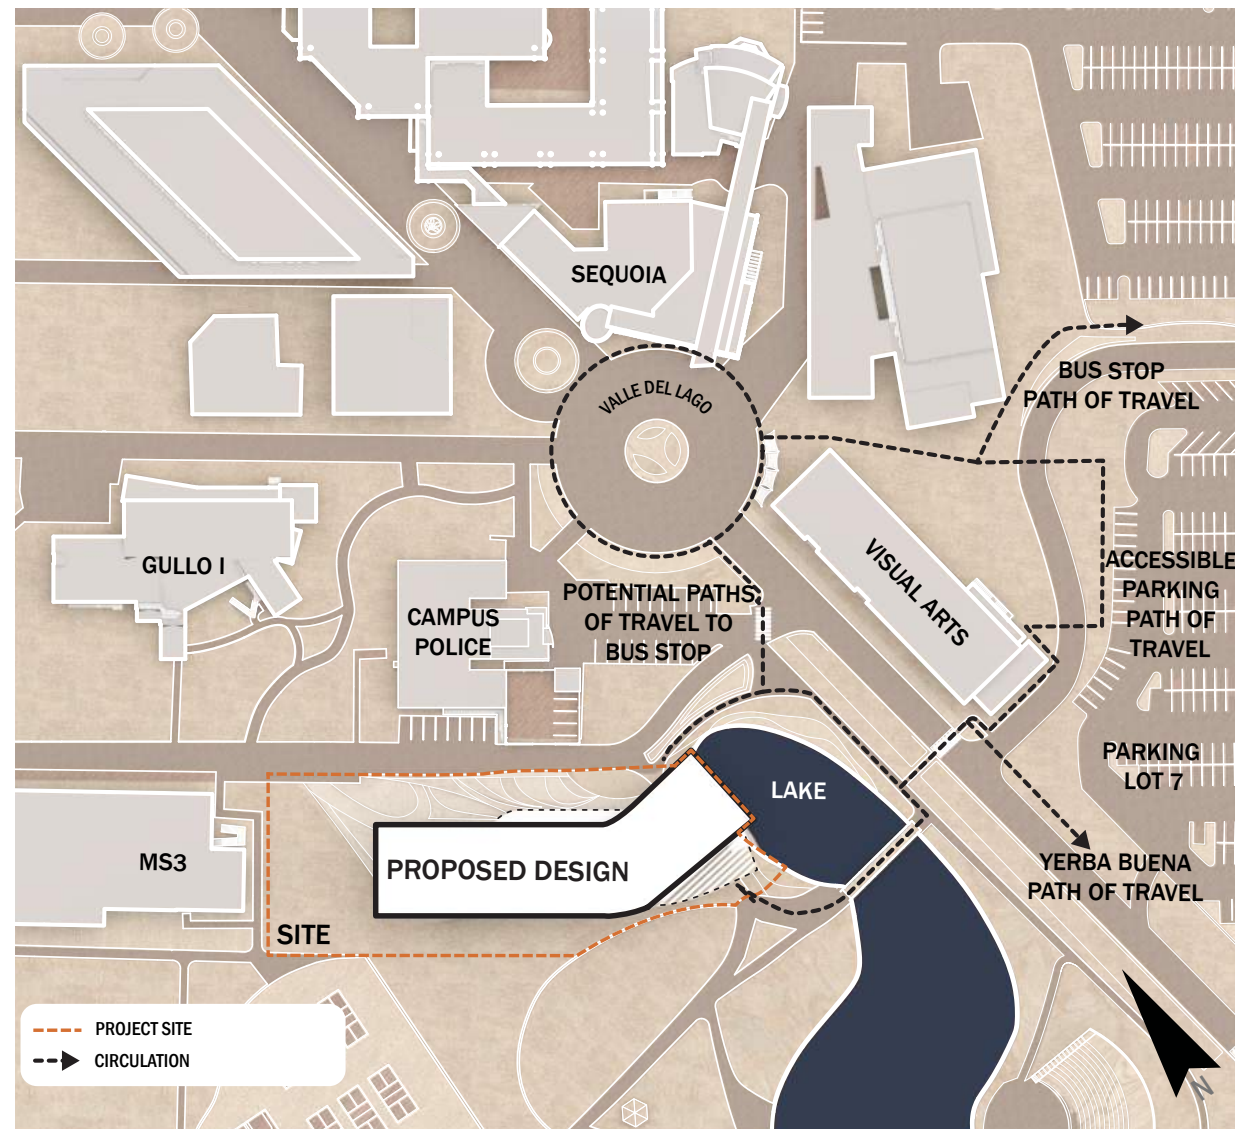 SEQUOIA
VALLE DEL LAGO
BUS STOP
PATH OF TRAVEL
GULLO I
CAMPUS
POLICE
POTENTIAL PATHS
OF TRAVEL TO
BUS STOP
VISUAL ARTS
ACCESSIBLE
PARKING
PATH OF
TRAVEL
PARKING
LOT 7
LAKE
MS3
PROPOSED DESIGN
YERBA BUENA
PATH OF TRAVEL
SITE
PROJECT SITE
CIRCULATION
N